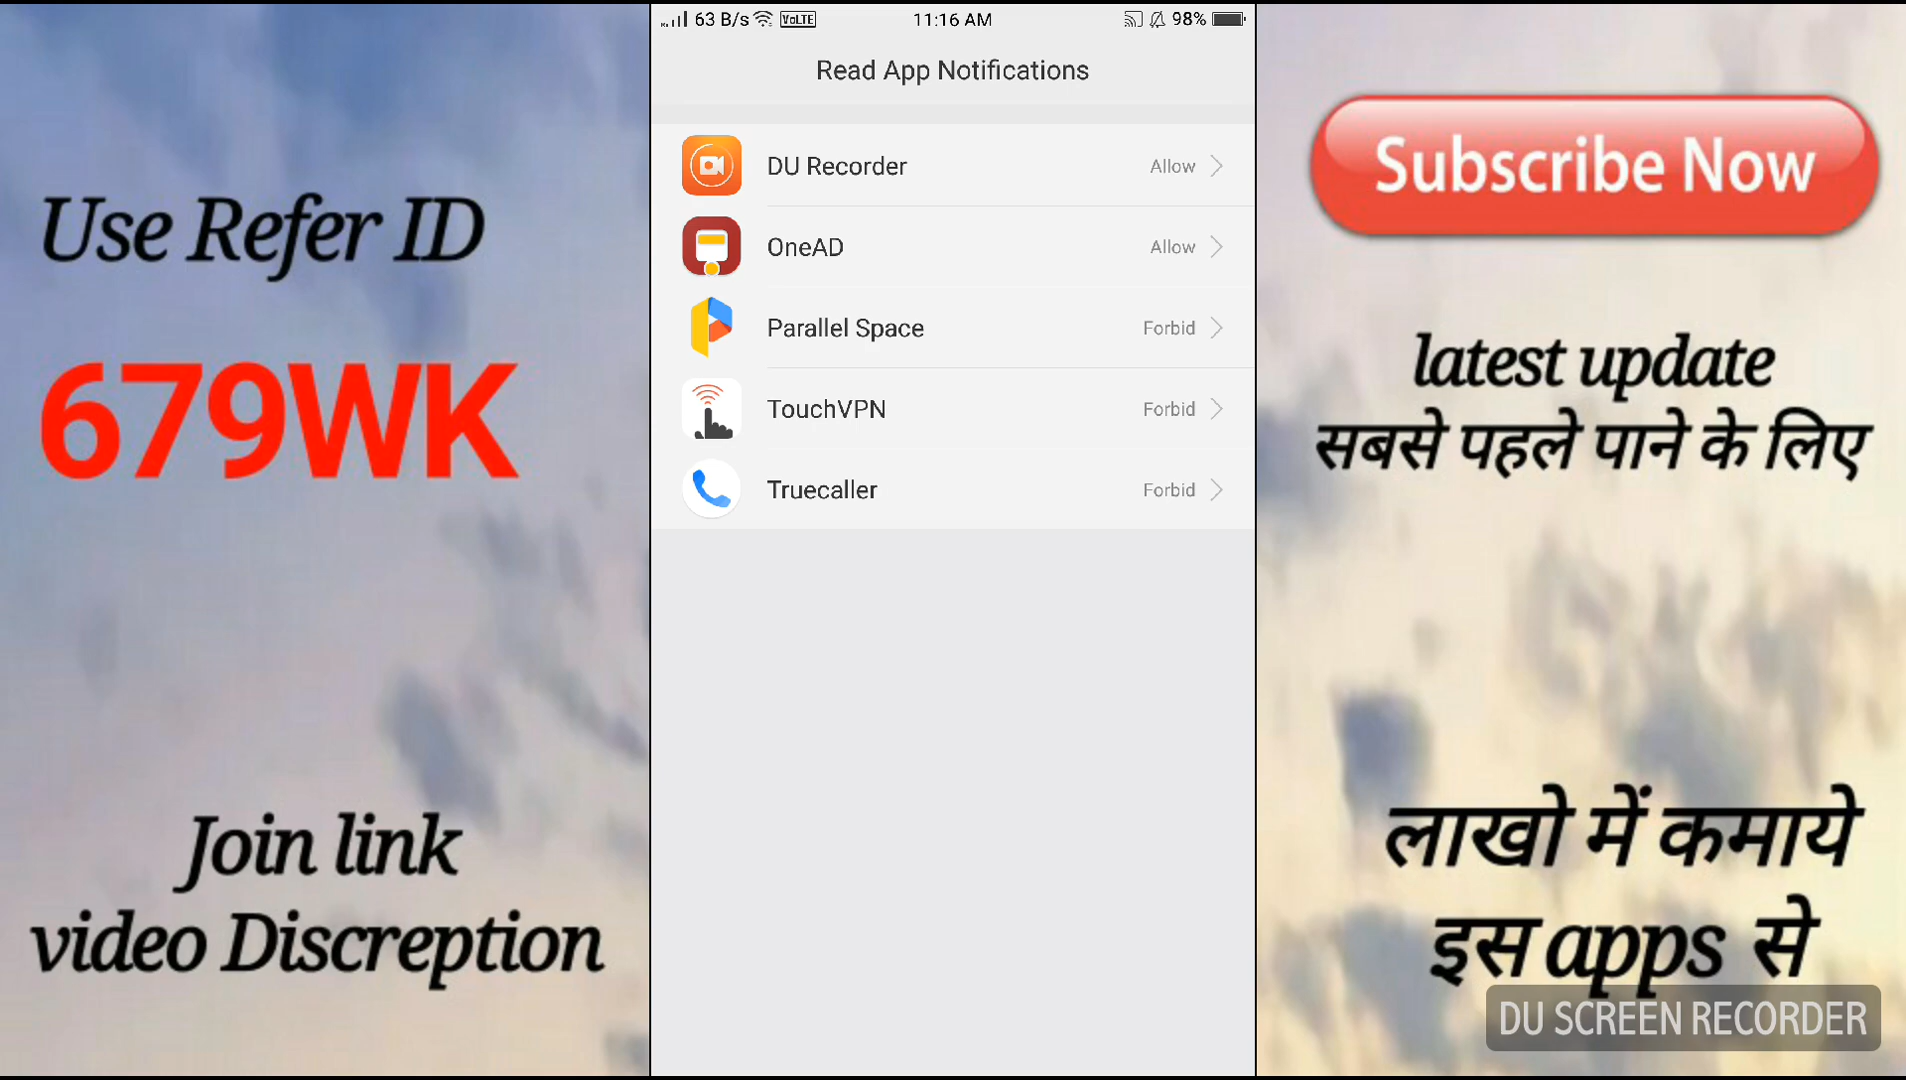 Use Refer ID
679WK
Join link
video Discreption
63 B/s VoLTE 11:16 AM 98%
Read App Notifications
DU Recorder Allow
OneAD Allow
Parallel Space Forbid
TouchVPN Forbid
Truecaller Forbid
Subscribe Now
latest update
सबसे पहले पाने के लिए
लाखो में कमाये
इस apps से
DU SCREEN RECORDER